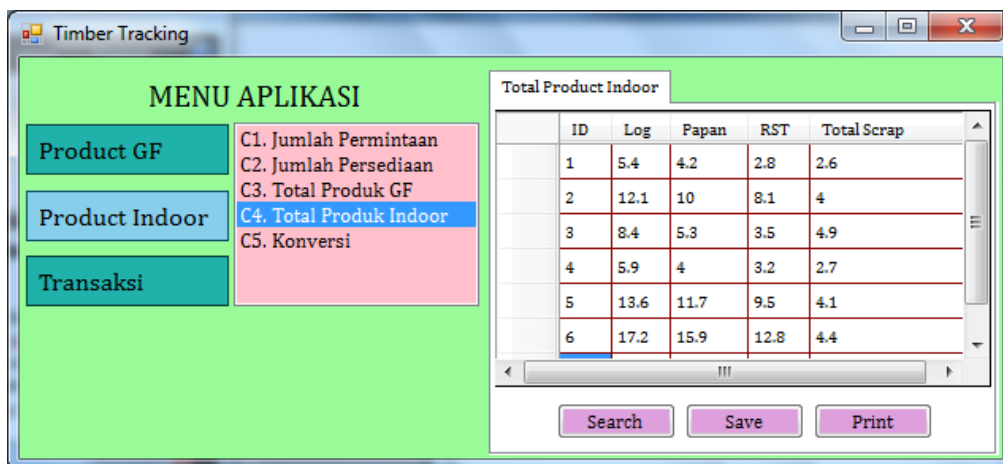 Timber Tracking
MENU APLIKASI
Product GF
Product Indoor
Transaksi
C1. Jumlah Permintaan
C2. Jumlah Persediaan
C3. Total Produk GF
C4. Total Produk Indoor
C5. Konversi
Total Product Indoor
ID Log Papan RST Total Scrap
1 5.4 4.2 2.8 2.6
2 12.1 10 8.1 4
3 8.4 5.3 3.5 4.9
4 5.9 4 3.2 2.7
5 13.6 11.7 9.5 4.1
6 17.2 15.9 12.8 4.4
Search Save Print